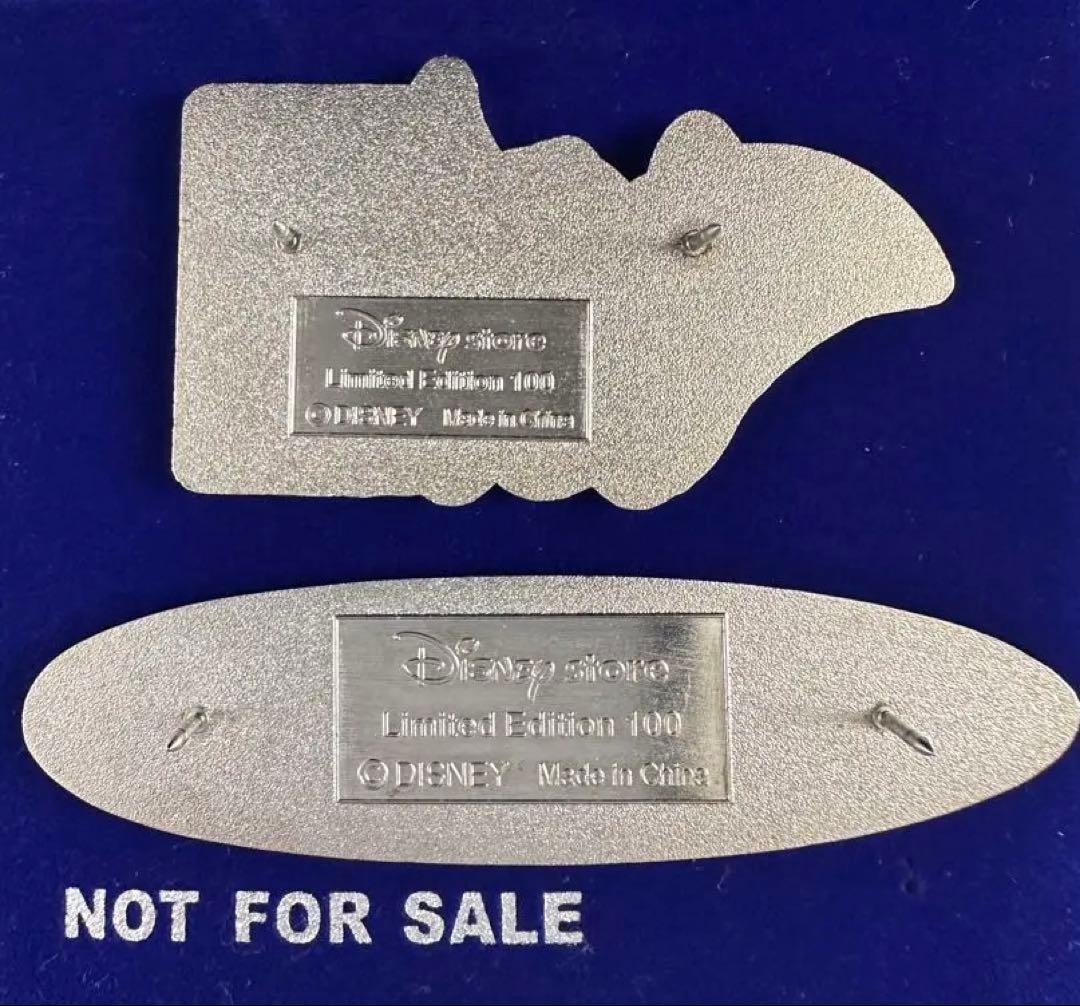 Disney store
Limited Edition 100
©DISNEY Made in China
Disney store
Limited Edition 100
©DISNEY Made in China
NOT FOR SALE